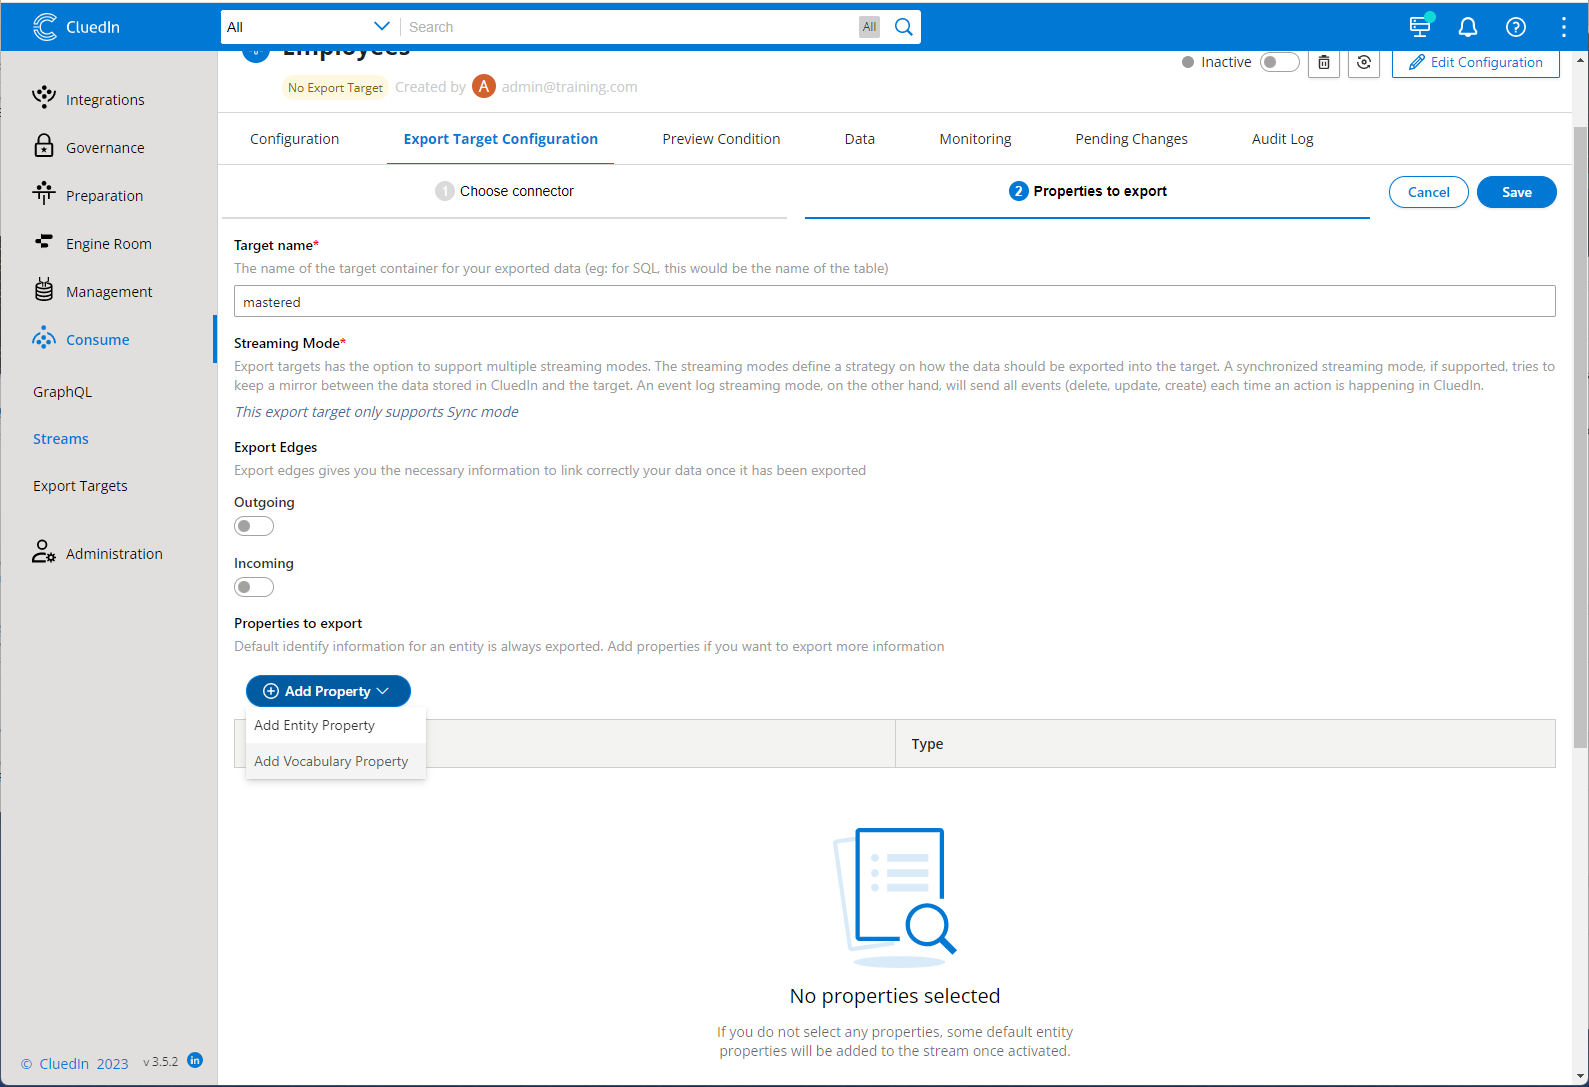 CluedIn
All
Search
All
Employees
Inactive
Edit Configuration
No Export Target
Created by
A
admin@training.com
Integrations
Governance
Preparation
Engine Room
Management
Consume
GraphQL
Streams
Export Targets
Administration
Configuration
Export Target Configuration
Preview Condition
Data
Monitoring
Pending Changes
Audit Log
1 Choose connector
2 Properties to export
Cancel
Save
Target name*
The name of the target container for your exported data (eg: for SQL, this would be the name of the table)
mastered
Streaming Mode*
Export targets has the option to support multiple streaming modes. The streaming modes define a strategy on how the data should be exported into the target. A synchronized streaming mode, if supported, tries to
keep a mirror between the data stored in CluedIn and the target. An event log streaming mode, on the other hand, will send all events (delete, update, create) each time an action is happening in CluedIn.
This export target only supports Sync mode
Export Edges
Export edges gives you the necessary information to link correctly your data once it has been exported
Outgoing
Incoming
Properties to export
Default identify information for an entity is always exported. Add properties if you want to export more information
Add Property
Add Entity Property
Add Vocabulary Property
Type
No properties selected
If you do not select any properties, some default entity
properties will be added to the stream once activated.
© CluedIn 2023 v 3.5.2 in